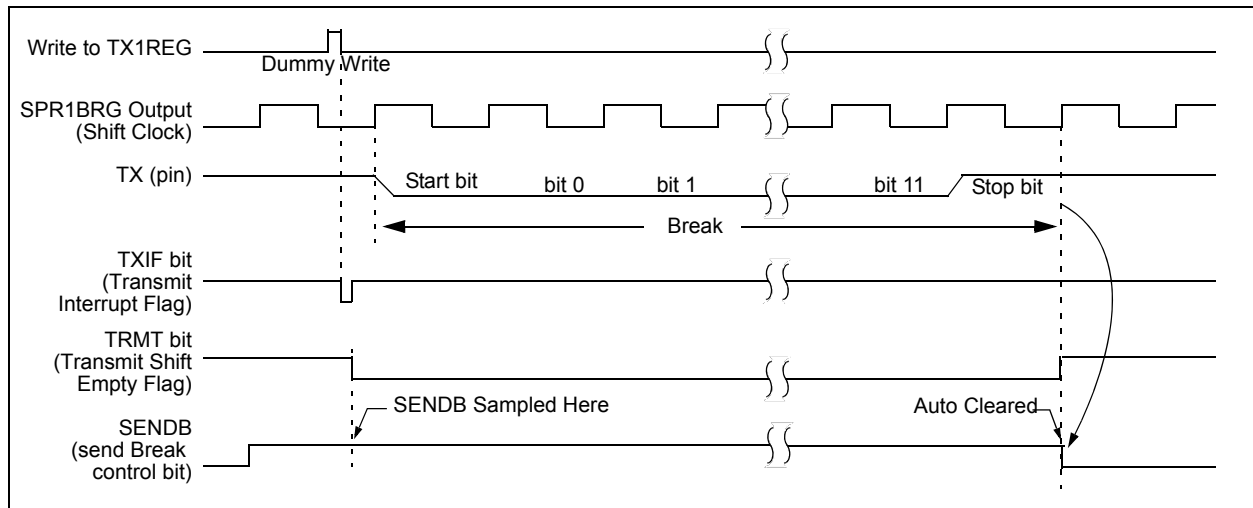 Write to TX1REG
Dummy Write
SPR1BRG Output
(Shift Clock)
TX (pin)
Start bit
bit 0
bit 1
bit 11
Stop bit
Break
TXIF bit
(Transmit
Interrupt Flag)
TRMT bit
(Transmit Shift
Empty Flag)
SENDB Sampled Here
Auto Cleared
SENDB
(send Break
control bit)